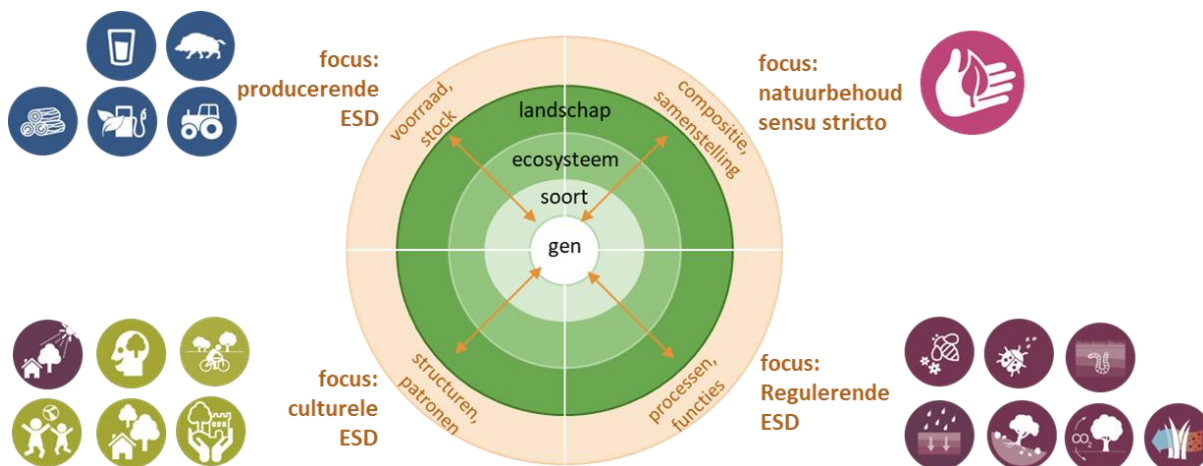 focus:
producerende
ESD
voorraad,
stock
landschap
ecosysteem
soort
gen
compositie,
samenstelling
focus:
natuurbehoud
sensu stricto
focus:
culturele
ESD
structuren,
patronen
processen,
functies
focus:
Regulerende
ESD
CO2